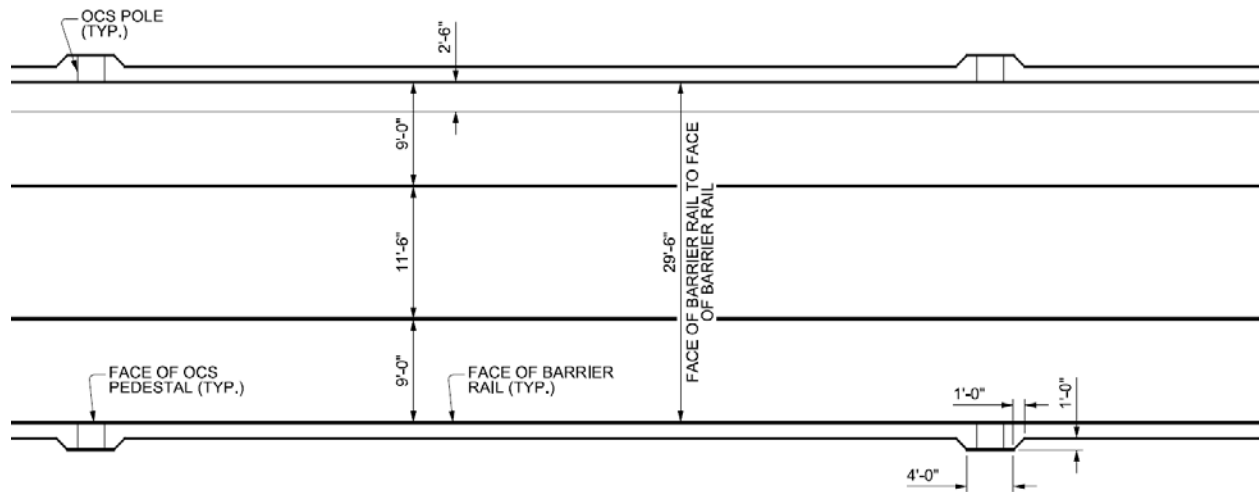 OCS POLE
(TYP.)
2'-6"
9'-0"
11'-6"
9'-0"
29'-6"
FACE OF BARRIER RAIL TO FACE
OF BARRIER RAIL
FACE OF OCS
PEDESTAL (TYP.)
FACE OF BARRIER
RAIL (TYP.)
1'-0"
1'-0"
4'-0"